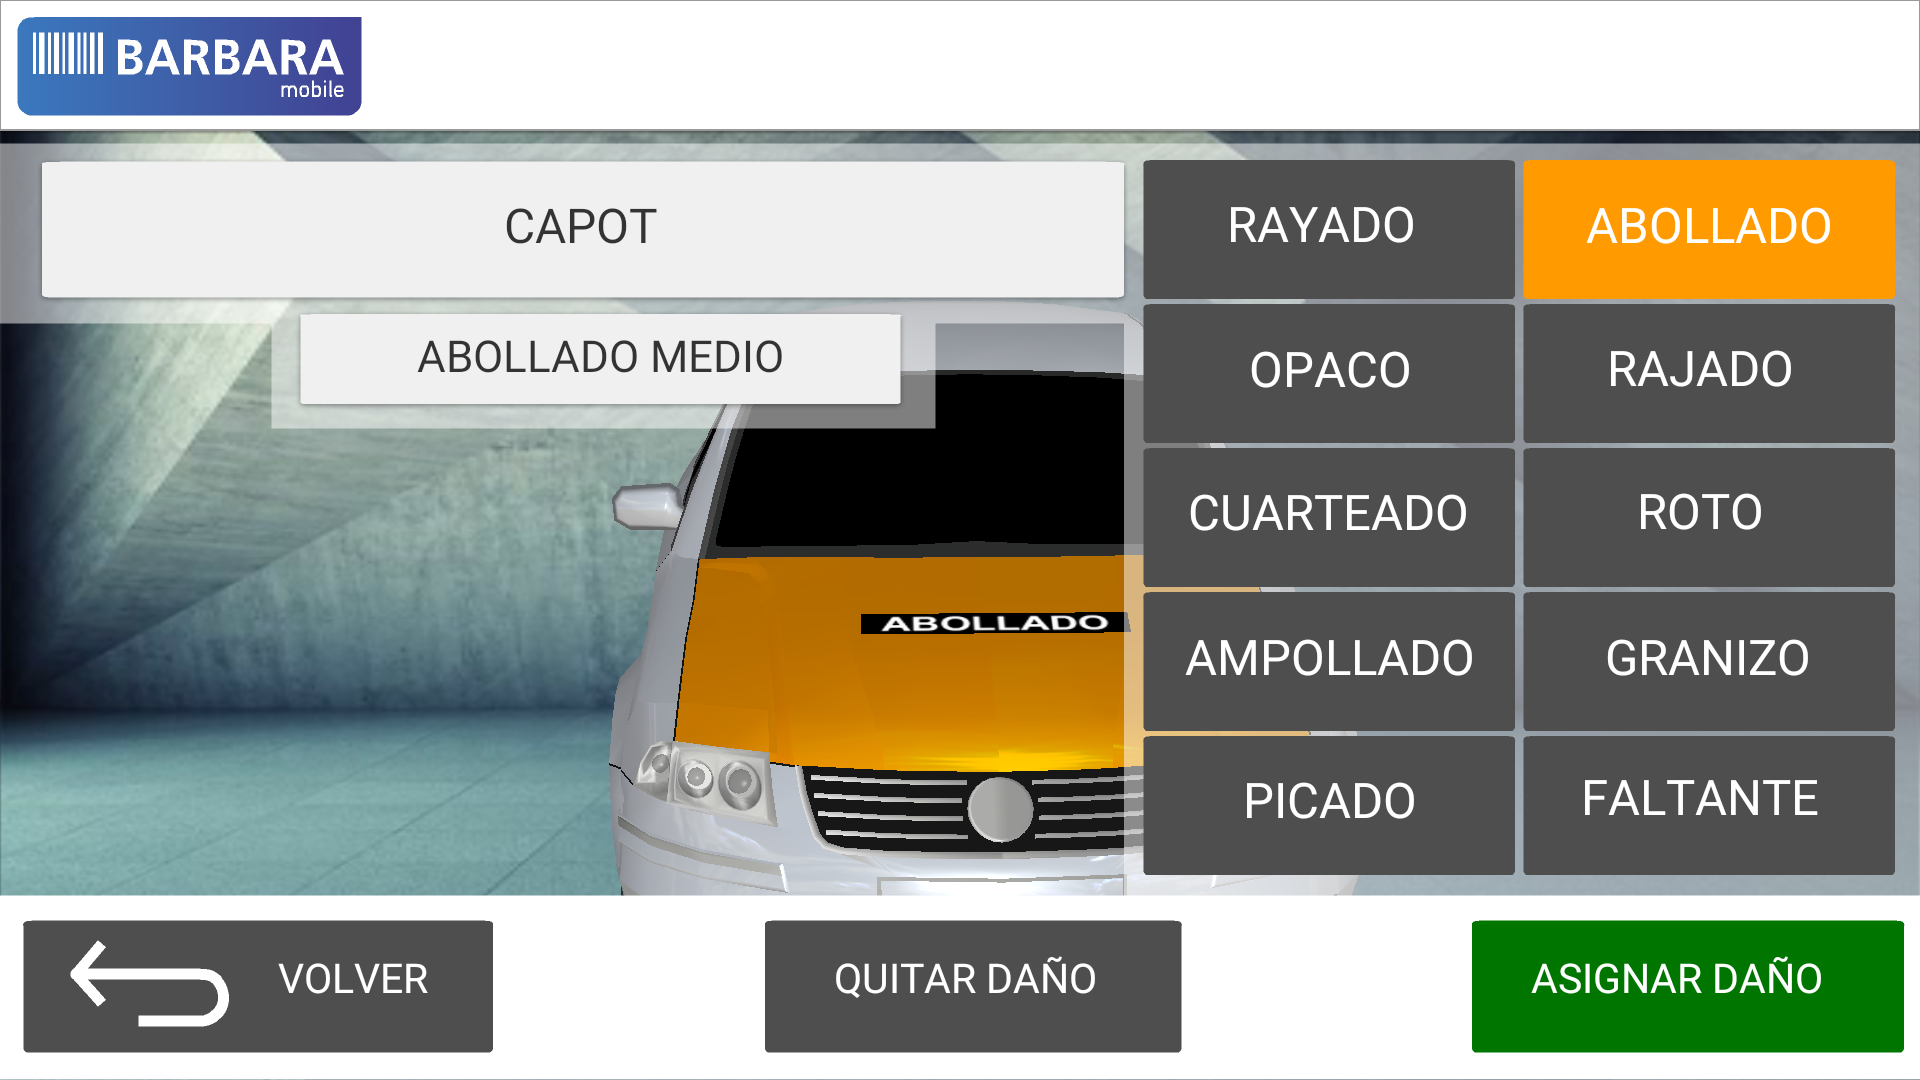 BARBARA
mobile
CAPOT
ABOLLADO MEDIO
RAYADO
ABOLLADO
OPACO
RAJADO
CUARTEADO
ROTO
ABOLLADO
AMPOLLADO
GRANIZO
PICADO
FALTANTE
VOLVER
QUITAR DAÑO
ASIGNAR DAÑO